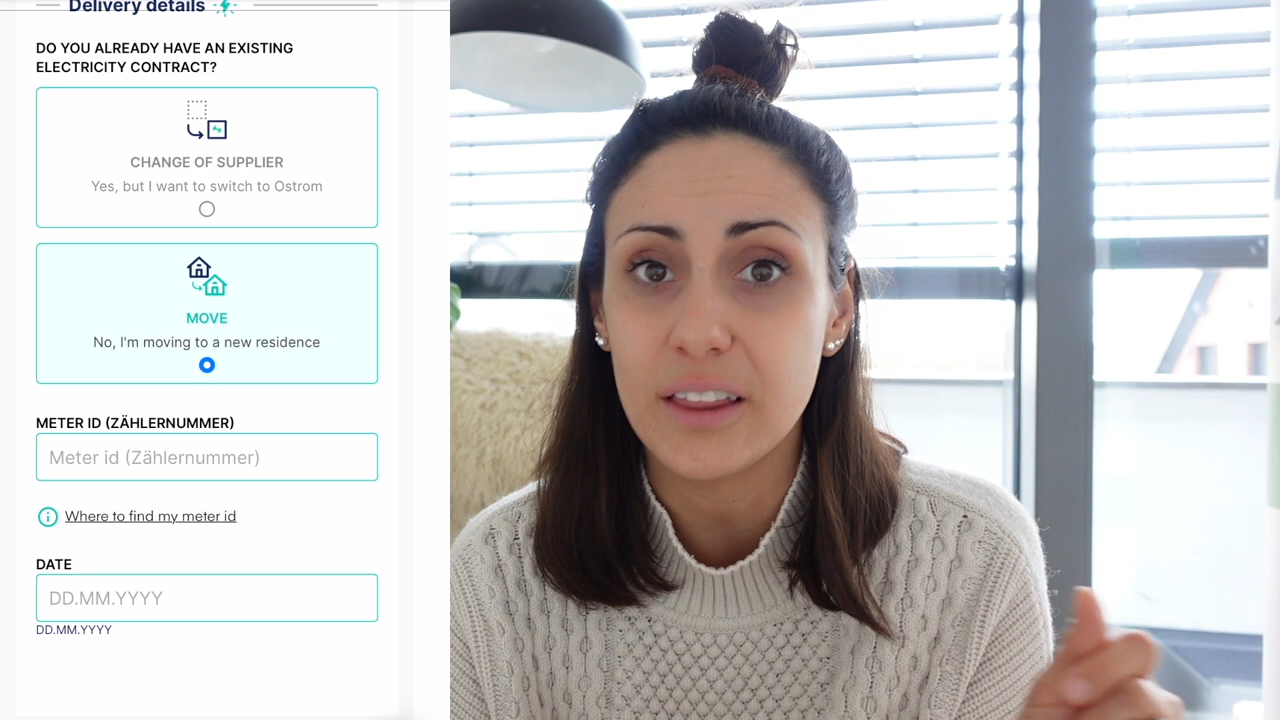 Delivery details
DO YOU ALREADY HAVE AN EXISTING
ELECTRICITY CONTRACT?
CHANGE OF SUPPLIER
Yes, but I want to switch to Ostrom
MOVE
No, I'm moving to a new residence
METER ID (ZÄHLERNUMMER)
Meter id (Zählernummer)
Where to find my meter id
DATE
DD.MM.YYYY
DD.MM.YYYY